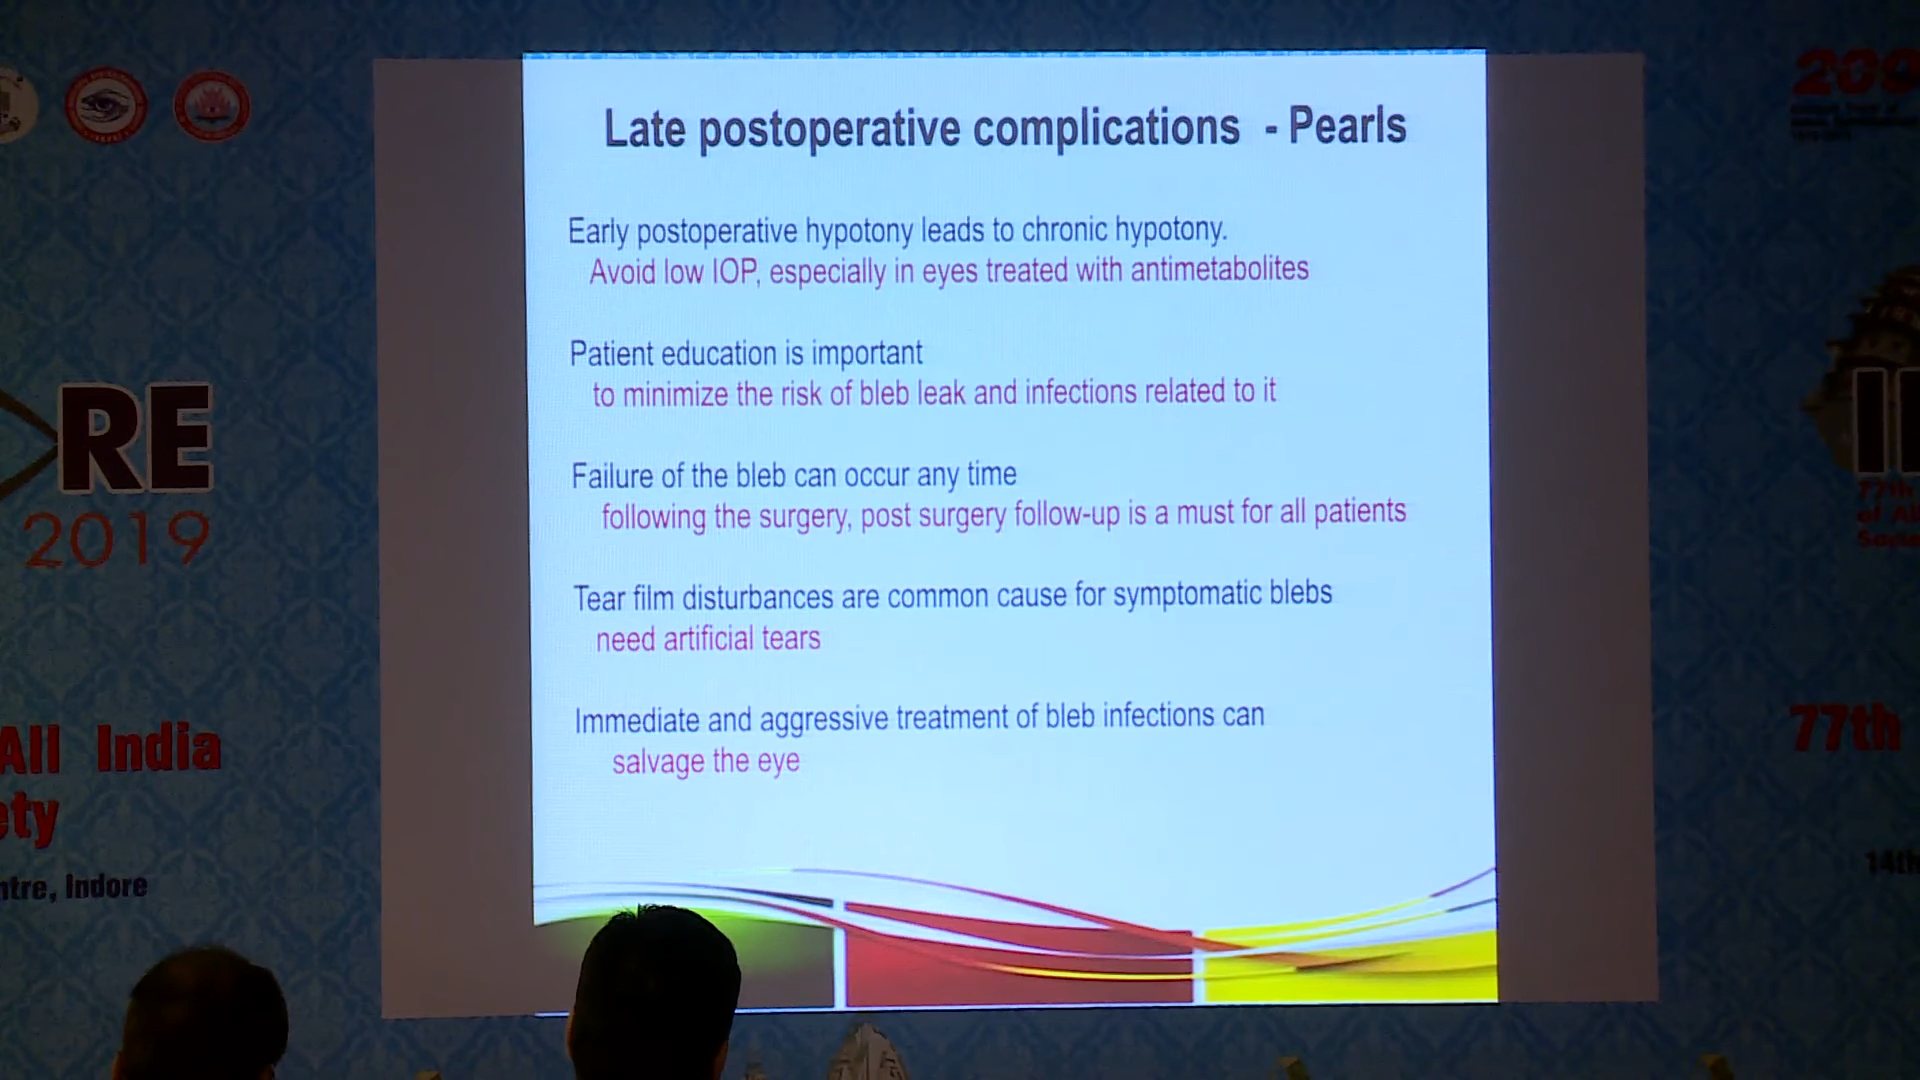 Late postoperative complications - Pearls
Early postoperative hypotony leads to chronic hypotony.
Avoid low IOP, especially in eyes treated with antimetabolites
Patient education is important
to minimize the risk of bleb leak and infections related to it
Failure of the bleb can occur any time
following the surgery, post surgery follow-up is a must for all patients
Tear film disturbances are common cause for symptomatic blebs
need artificial tears
Immediate and aggressive treatment of bleb infections can
salvage the eye
RE
2019
All India
ety
ntre, Indore
200
77th
of
77th
14th